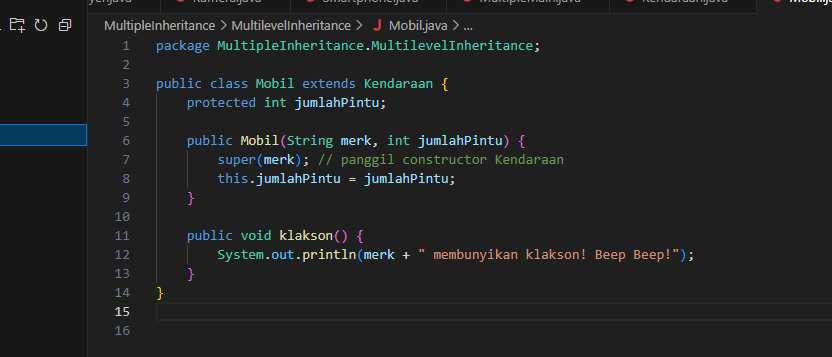 MultipleInheritance > MultilevelInheritance > J Mobil.java > ...
1 package MultipleInheritance.MultilevelInheritance;
2
3 public class Mobil extends Kendaraan {
4 protected int jumlahPintu;
5
6 public Mobil(String merk, int jumlahPintu) {
7 super(merk); // panggil constructor Kendaraan
8 this.jumlahPintu = jumlahPintu;
9 }
10
11 public void klakson() {
12 System.out.println(merk + " membunyikan klakson! Beep Beep!");
13 }
14 }
15
16